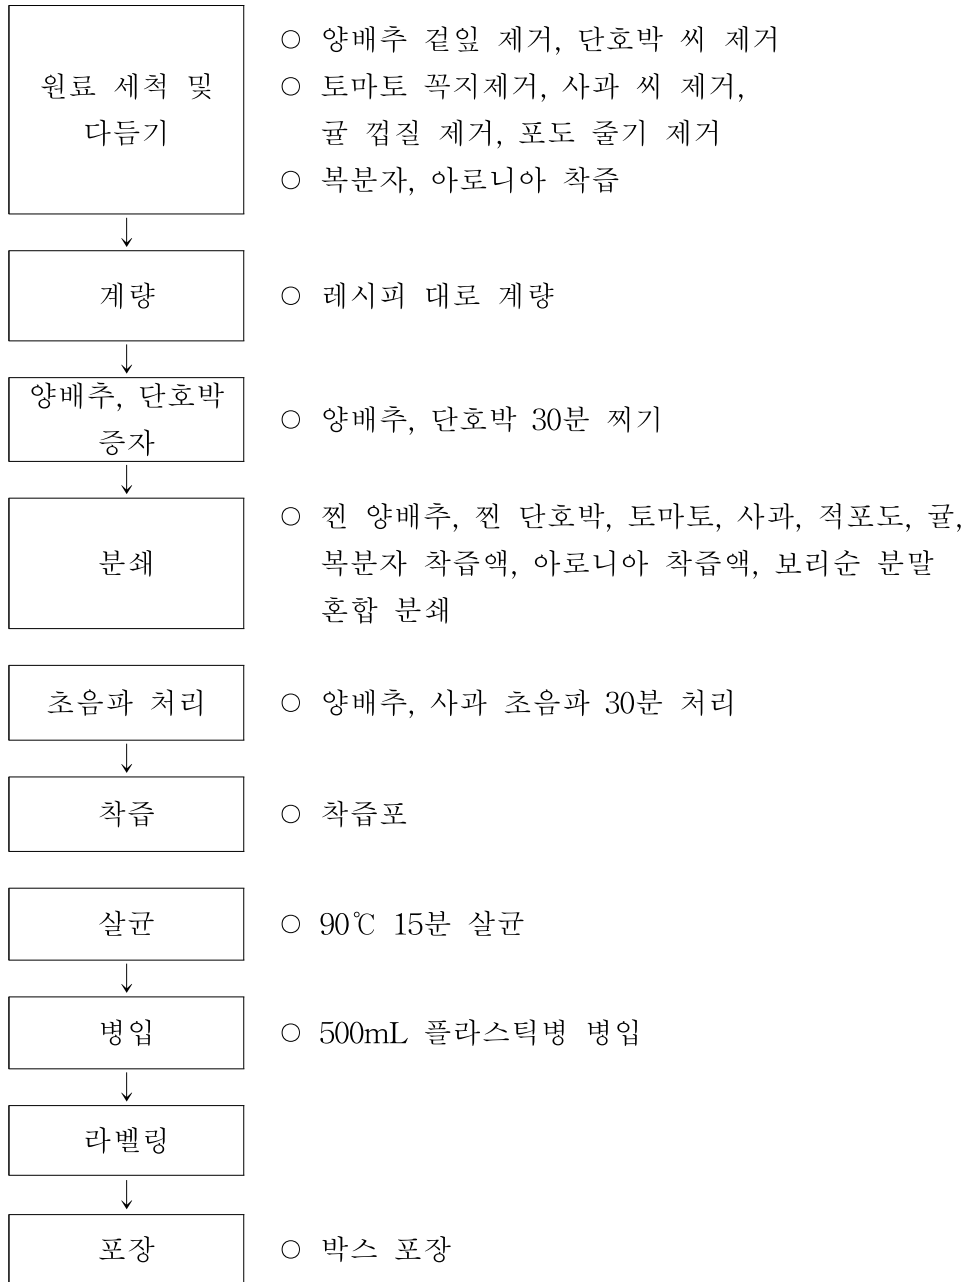 원료 세척 및
다듬기
○ 양배추 겉잎 제거, 단호박 씨 제거
○ 토마토 꼭지제거, 사과 씨 제거,
귤 껍질 제거, 포도 줄기 제거
○ 복분자, 아로니아 착즙
계량
○ 레시피 대로 계량
양배추, 단호박
증자
○ 양배추, 단호박 30분 찌기
분쇄
○ 찐 양배추, 찐 단호박, 토마토, 사과, 적포도, 귤,
복분자 착즙액, 아로니아 착즙액, 보리순 분말
혼합 분쇄
초음파 처리
○ 양배추, 사과 초음파 30분 처리
착즙
○ 착즙포
살균
○ 90℃ 15분 살균
병입
○ 500mL 플라스틱병 병입
라벨링
포장
○ 박스 포장